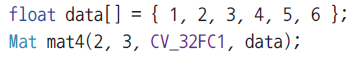 float data[] = { 1, 2, 3, 4, 5, 6 };
Mat mat4(2, 3, CV_32FC1, data);